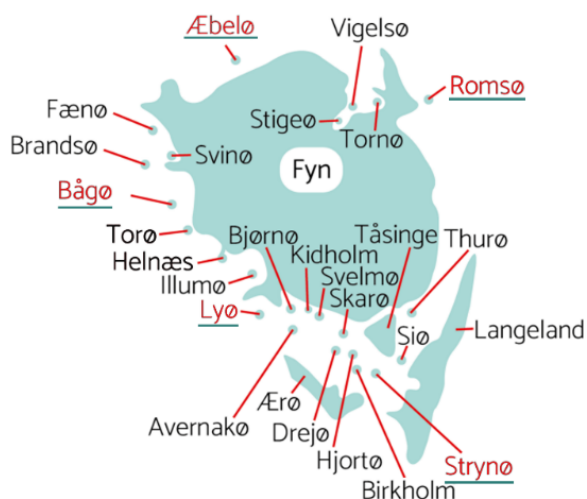 Æbelø
Vigelsø
Romsø
Fænø
Stigeø
Tornø
Brandsø
Svinø
Fyn
Bågø
Torø
Bjørnø
Tåsinge
Thurø
Helnæs
Kidholm
Illumø
Svelmø
Skarø
Lyø
Siø
Langeland
Ærø
Avernakø
Drejø
Hjortø
Strynø
Birkholm